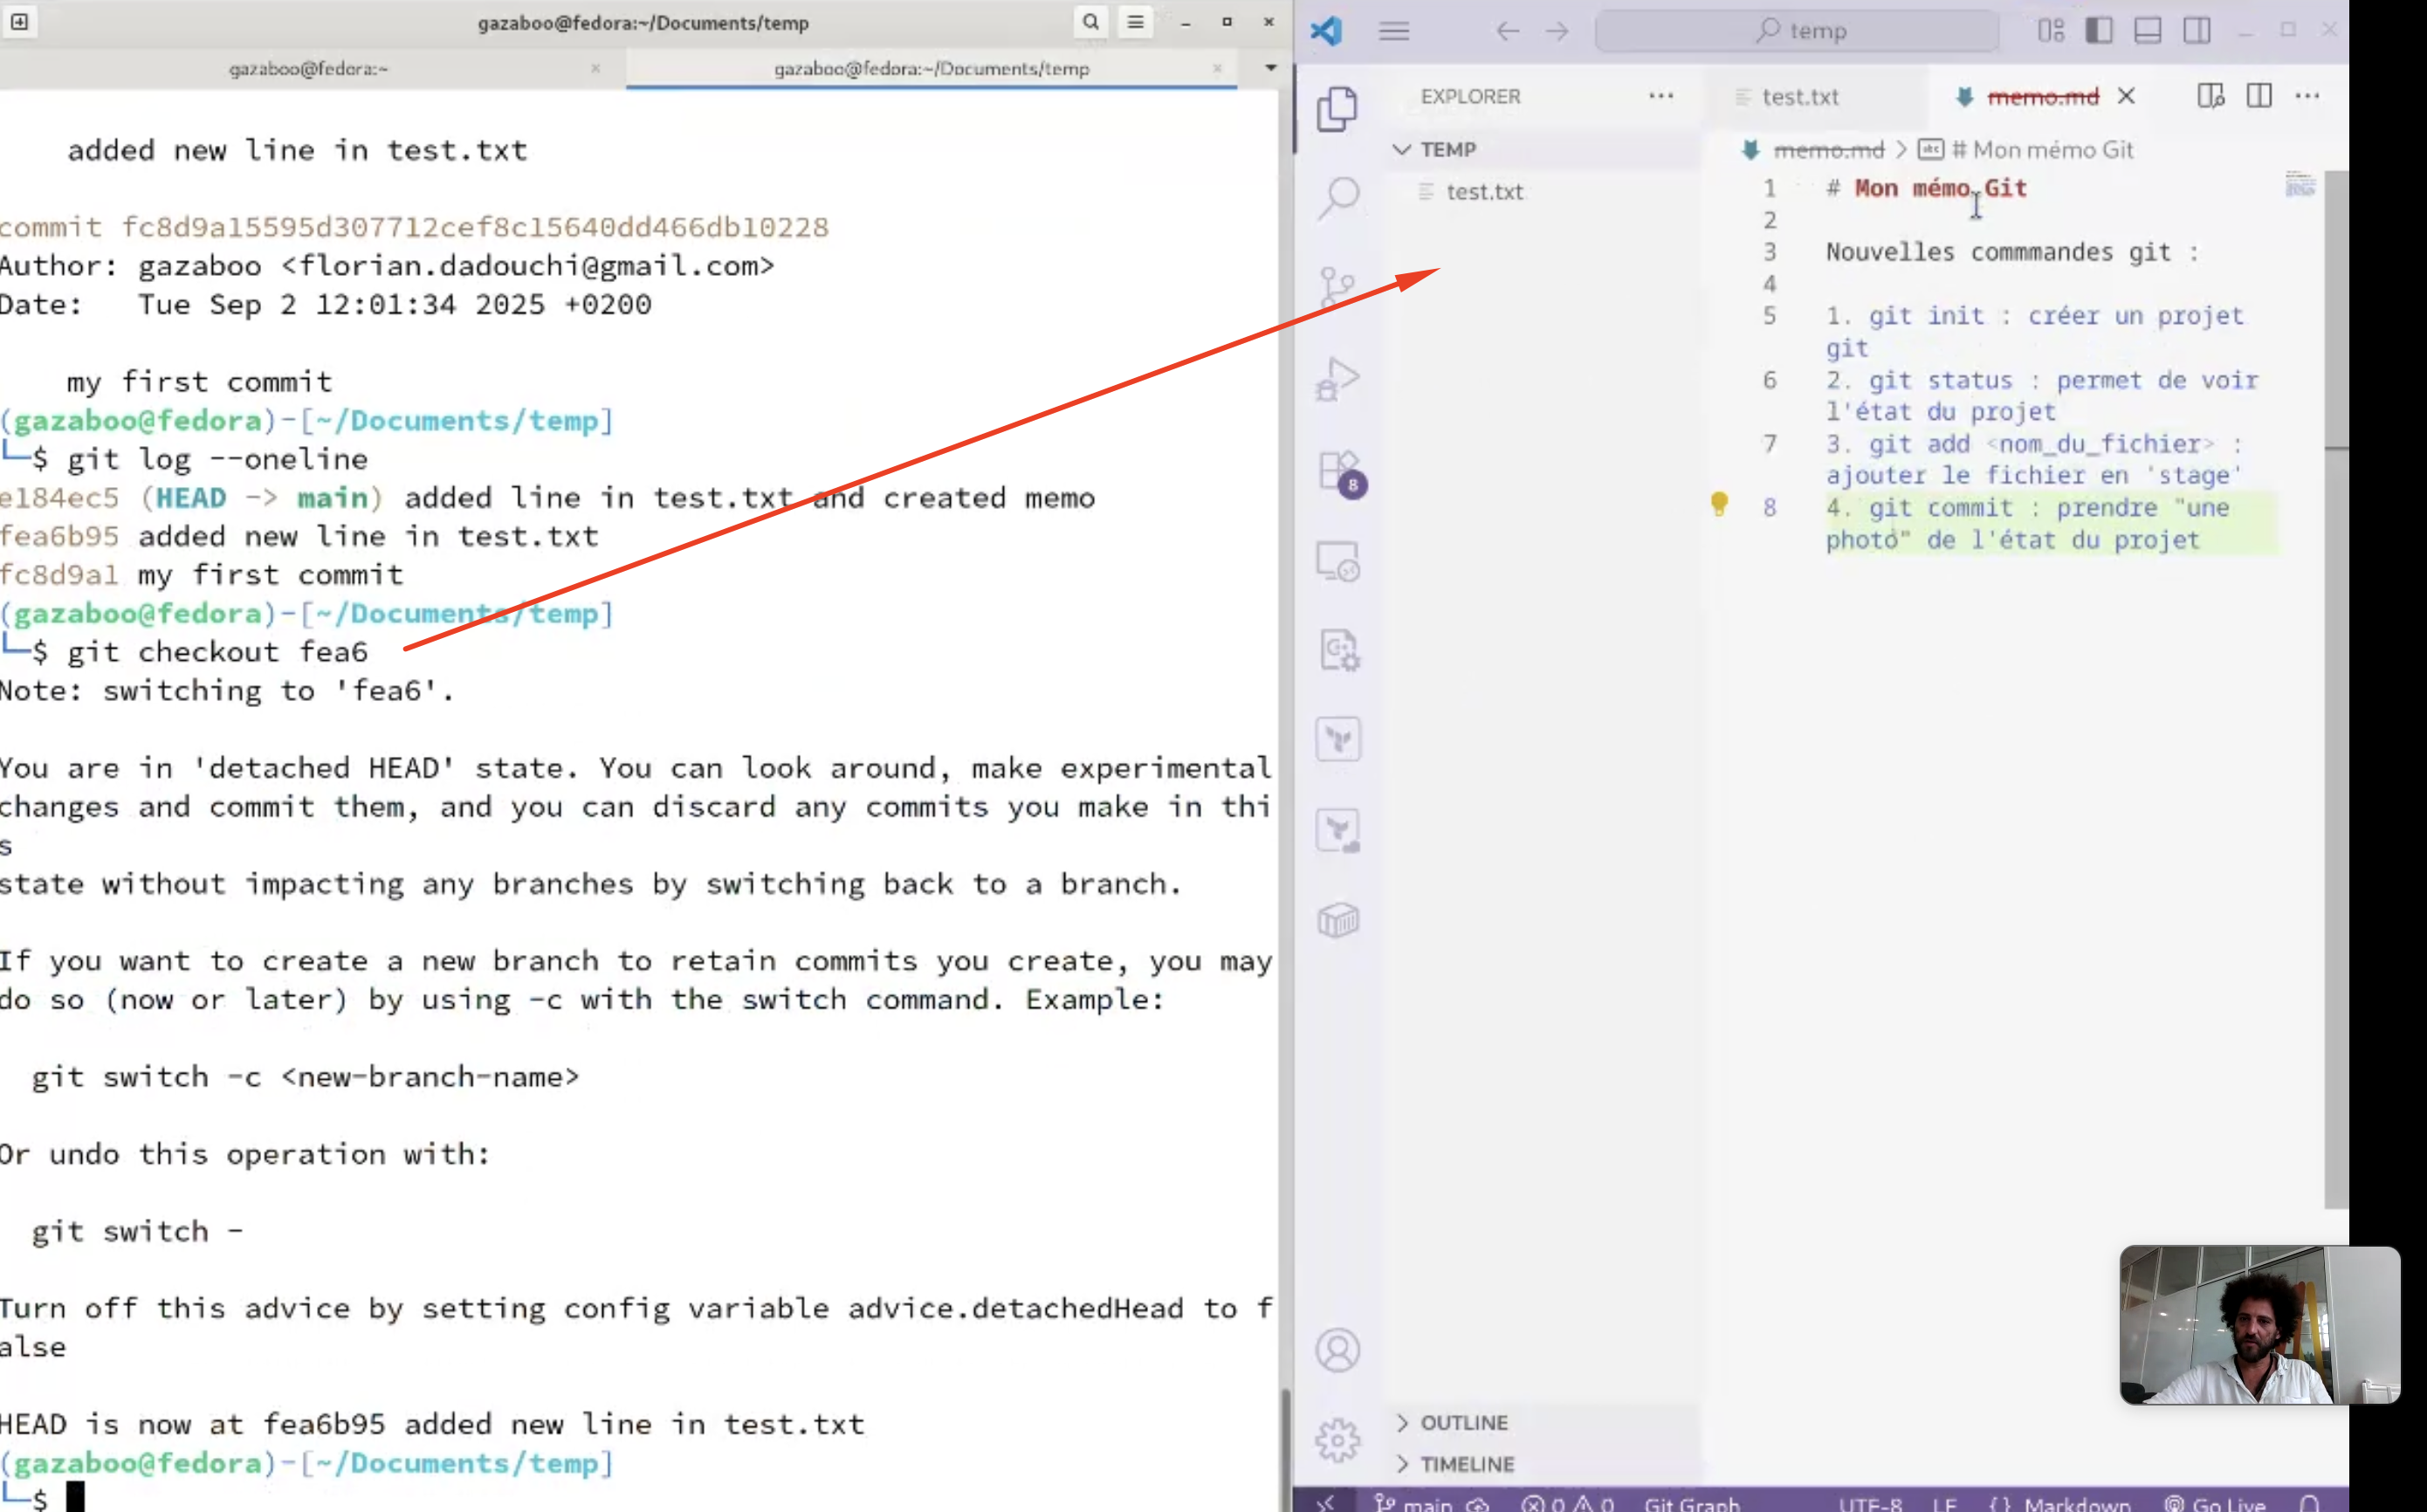 gazaboo@fedora:~/Documents/temp
gazaboo@fedora:~
gazaboo@fedora:~/Documents/temp
added new line in test.txt
commit fc8d9a15595d307712cef8c15640dd466db10228
Author: gazaboo <florian.dadouchi@gmail.com>
Date:   Tue Sep 2 12:01:34 2025 +0200
my first commit
(gazaboo@fedora)-[~/Documents/temp]
└─$ git log --oneline
e184ec5 (HEAD -> main) added line in test.txt and created memo
fea6b95 added new line in test.txt
fc8d9a1 my first commit
(gazaboo@fedora)-[~/Documents/temp]
└─$ git checkout fea6
Note: switching to 'fea6'.
You are in 'detached HEAD' state. You can look around, make experimental
changes and commit them, and you can discard any commits you make in thi
s
state without impacting any branches by switching back to a branch.
If you want to create a new branch to retain commits you create, you may
do so (now or later) by using -c with the switch command. Example:
git switch -c <new-branch-name>
Or undo this operation with:
git switch -
Turn off this advice by setting config variable advice.detachedHead to f
alse
HEAD is now at fea6b95 added new line in test.txt
(gazaboo@fedora)-[~/Documents/temp]
└─$
temp
EXPLORER
TEMP
test.txt
8
OUTLINE
TIMELINE
test.txt
memo.md
memo.md > # Mon mémo Git
1 # Mon mémo Git
2
3 Nouvelles commmandes git :
4
5 1. git init : créer un projet
git
6 2. git status : permet de voir
l'état du projet
7 3. git add <nom_du_fichier> :
ajouter le fichier en 'stage'
8 4. git commit : prendre "une
photo" de l'état du projet
main 0 0 Git Graph UTF-8 LF {} Markdown Go Live